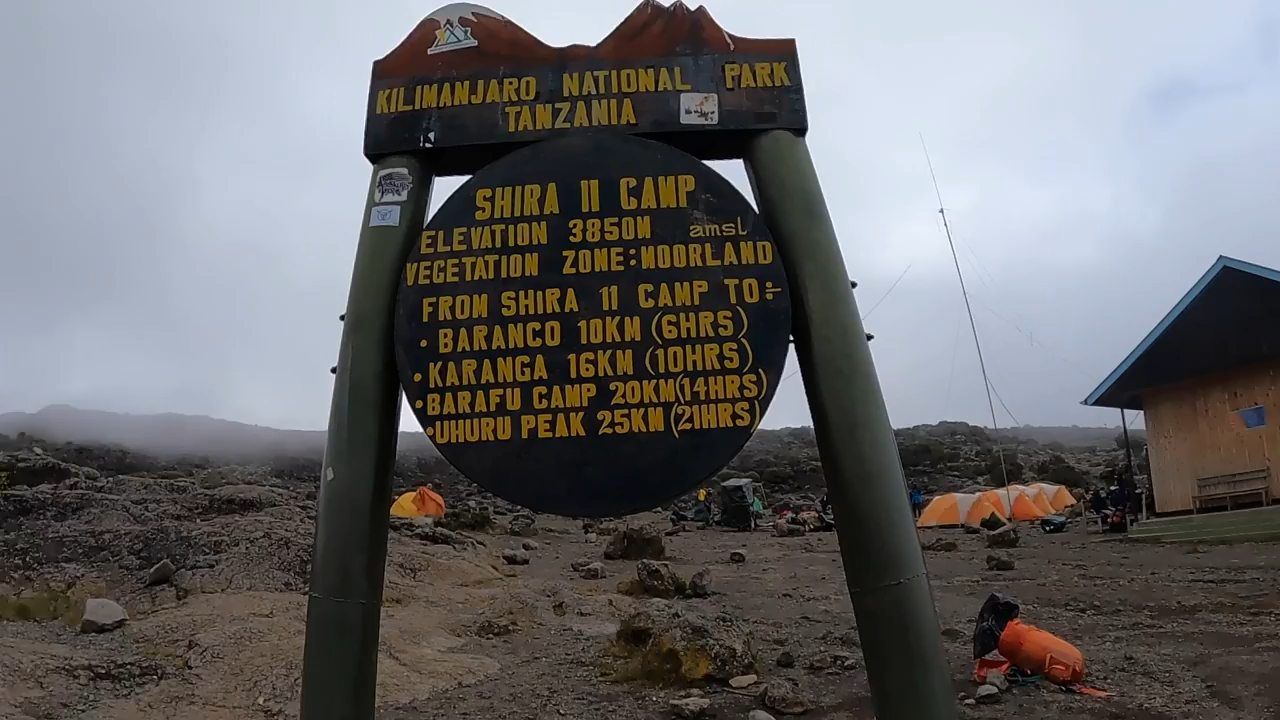 KILIMANJARO NATIONAL PARK
TANZANIA
SHIRA II CAMP
ELEVATION 3850M amsl
VEGETATION ZONE:MOORLAND
FROM SHIRA 11 CAMP TO:-
• BARANCO 10KM (6HRS)
• KARANGA 16KM (10HRS)
• BARAFU CAMP 20KM(14HRS)
• UHURU PEAK 25KM (21HRS)